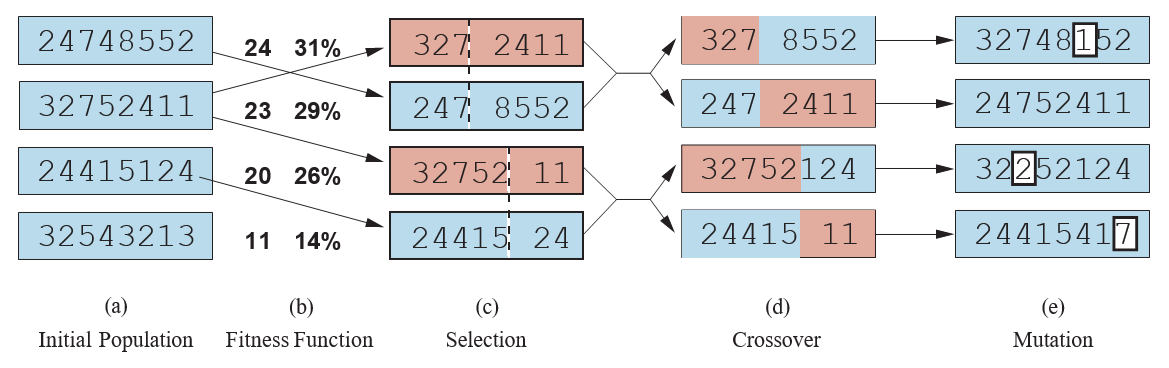 24748552 24 31% 327 2411 327 8552 32748152
32752411 23 29% 247 8552 247 2411 24752411
24415124 20 26% 32752 11 32752124 32252124
32543213 11 14% 24415 24 24415 11 24415417
(a) (b) (c) (d) (e)
Initial Population Fitness Function Selection Crossover Mutation